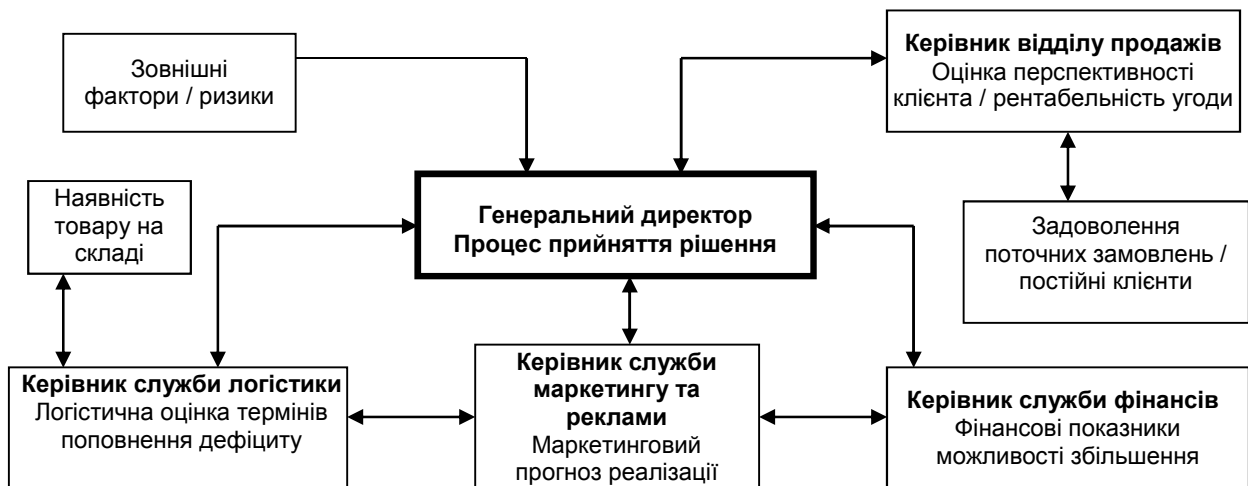 Зовнішні
фактори / ризики
Керівник відділу продажів
Оцінка перспективності
клієнта / рентабельність угоди
Наявність
товару на
складі
Генеральний директор
Процес прийняття рішення
Задоволення
поточних замовлень /
постійні клієнти
Керівник служби логістики
Логістична оцінка термінів
поповнення дефіциту
Керівник служби
маркетингу та
реклами
Маркетинговий
прогноз реалізації
Керівник служби фінансів
Фінансові показники
можливості збільшення